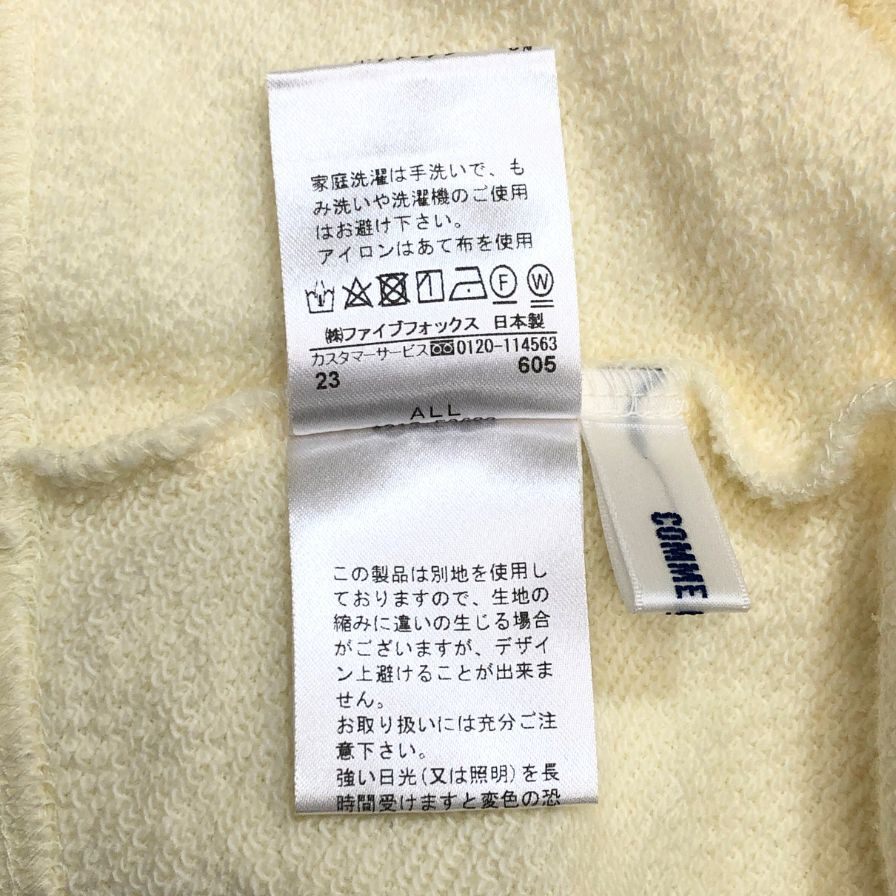 家庭洗濯は手洗いで、も
み洗いや洗濯機のご使用
はお避け下さい。
アイロンはあて布を使用
F W
㈱ファイブフォックス 日本製
カスタマーサービス 0120-114563
23 605
ALL
この製品は別地を使用し
ておりますので、生地の
縮みに違いの生じる場合
がございますが、デザイ
ン上避けることが出来ま
せん。
お取り扱いには充分ご注
意下さい。
強い日光(又は照明)を長
時間受けますと変色の恐
COMME